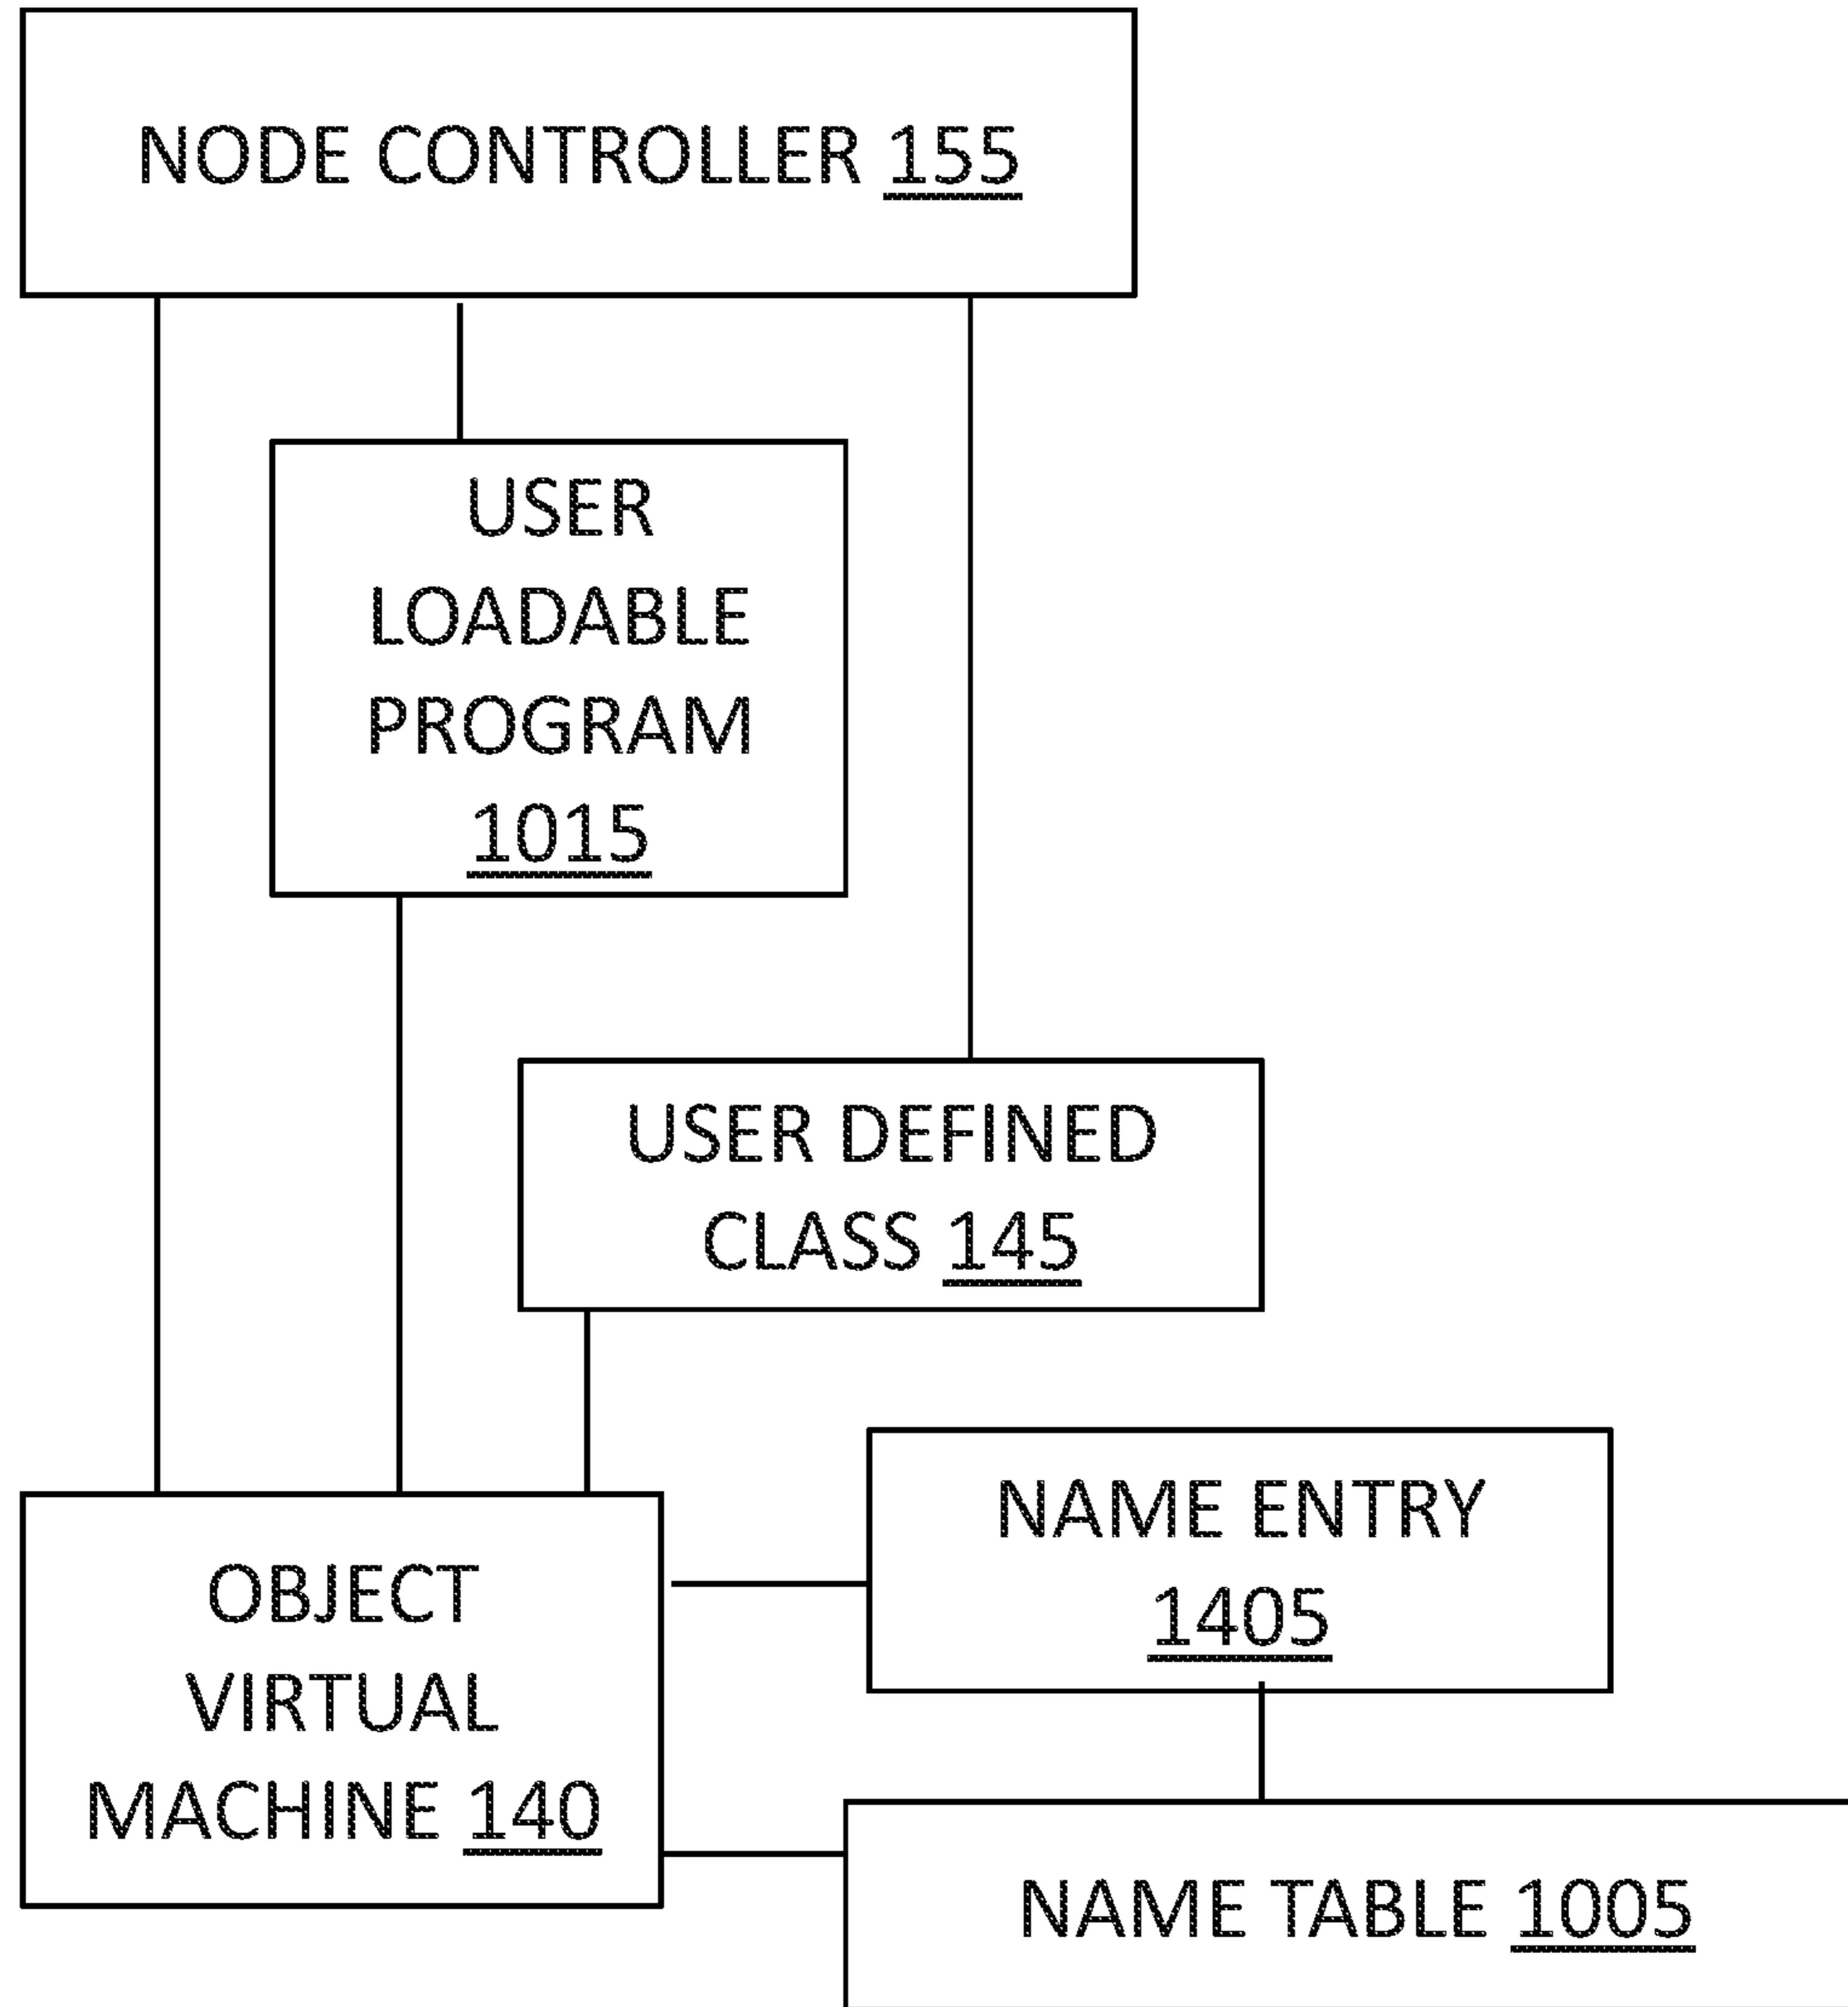 NODE CONTROLLER 155
USER
LOADABLE
PROGRAM
1015
USER DEFINED
CLASS 145
NAME ENTRY
1405
OBJECT
VIRTUAL
MACHINE 140
NAME TABLE 1005